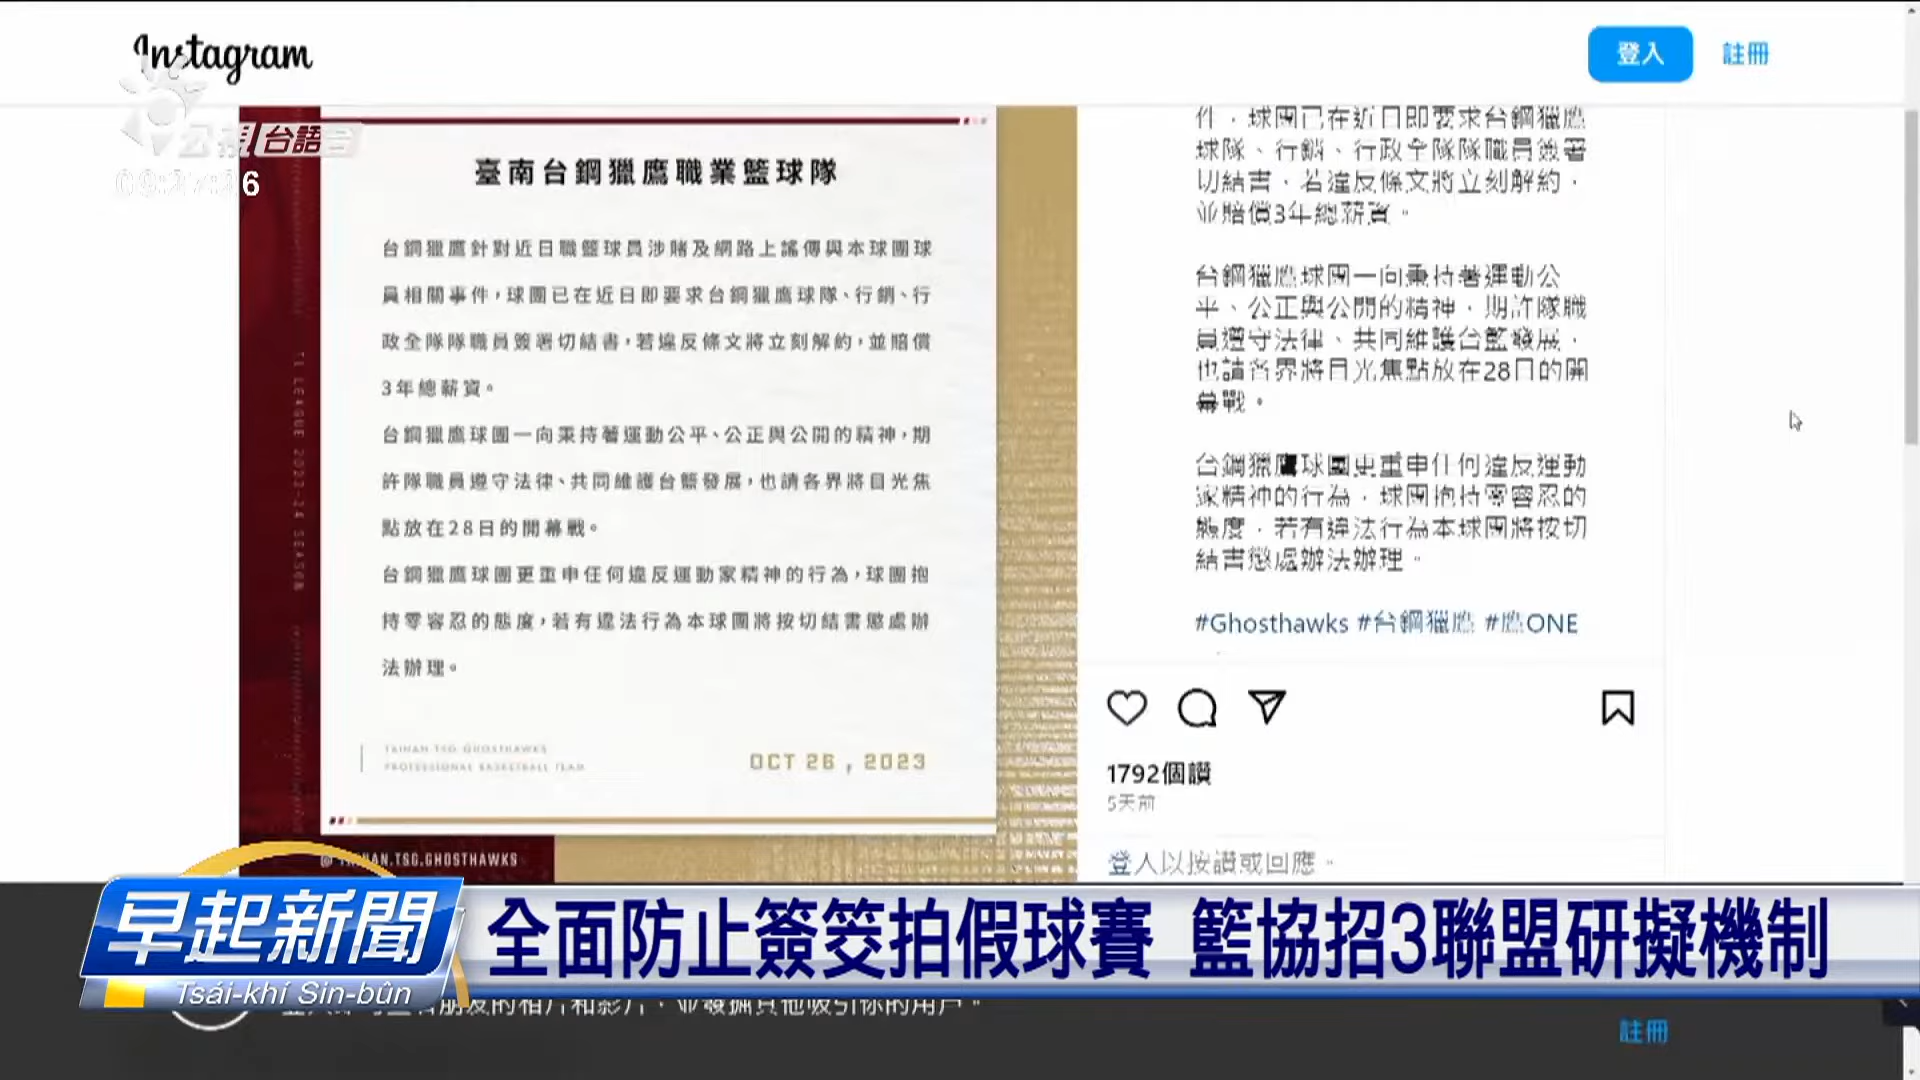 Instagram
登入
註冊
公視台語台
09:27:26
臺南台鋼獵鷹職業籃球隊
台鋼獵鷹針對近日職籃球員涉賭及網路上謠傳與本球團球
員相關事件,球團已在近日即要求台鋼獵鷹球隊、行銷、行
政全隊隊職員簽署切結書,若違反條文將立刻解約,並賠償
3年總薪資。
台鋼獵鷹球團一向秉持著運動公平、公正與公開的精神,期
許隊職員遵守法律、共同維護台籃發展,也請各界將目光焦
點放在28日的開幕戰。
台鋼獵鷹球團更重申任何違反運動家精神的行為,球團抱
持零容忍的態度,若有違法行為本球團將按切結書懲處辦
法辦理。
TAINAN TSG GHOSTHAWKS
PROFESSIONAL BASKETBALL TEAM
OCT 26 , 2023
T1 LEAGUE 2023-24 SEASON
@ TAINAN.TSG.GHOSTHAWKS
件,球團已在近日即要求台鋼獵鷹
球隊、行銷、行政全隊隊職員簽署
切結書,若違反條文將立刻解約,
並賠償3年總薪資。
台鋼獵鷹球團一向秉持著運動公
平、公正與公開的精神,期許隊職
員遵守法律、共同維護台籃發展,
也請各界將目光焦點放在28日的開
幕戰。
台鋼獵鷹球團更重申任何違反運動
家精神的行為,球團抱持零容忍的
態度,若有違法行為本球團將按切
結書懲處辦法辦理。
#Ghosthawks #台鋼獵鷹 #鷹ONE
1792個讚
5天前
登入以按讚或回應。
早起新聞
Tsái-khí Sin-bûn
全面防止簽筊拍假球賽 籃協招3聯盟研擬機制
註冊